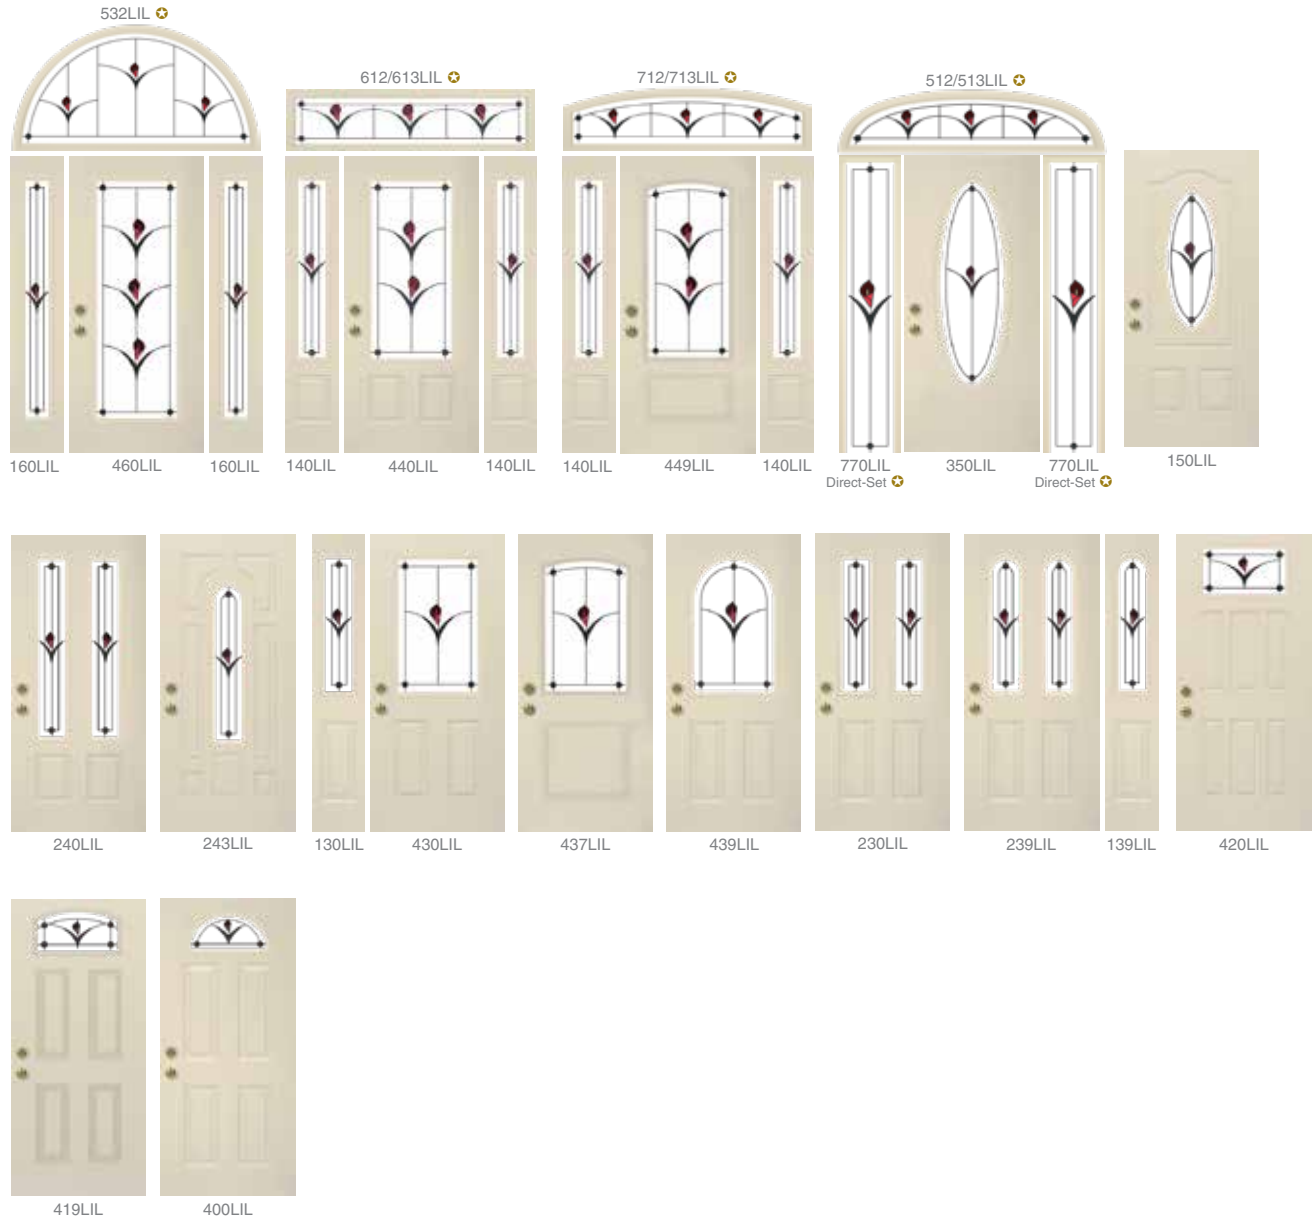 532LIL
612/613LIL
712/713LIL
512/513LIL
160LIL 460LIL 160LIL 140LIL 440LIL 140LIL 140LIL 449LIL 140LIL 770LIL 350LIL 770LIL 150LIL
Direct-Set Direct-Set
240LIL 243LIL 130LIL 430LIL 437LIL 439LIL 230LIL 239LIL 139LIL 420LIL
419LIL 400LIL